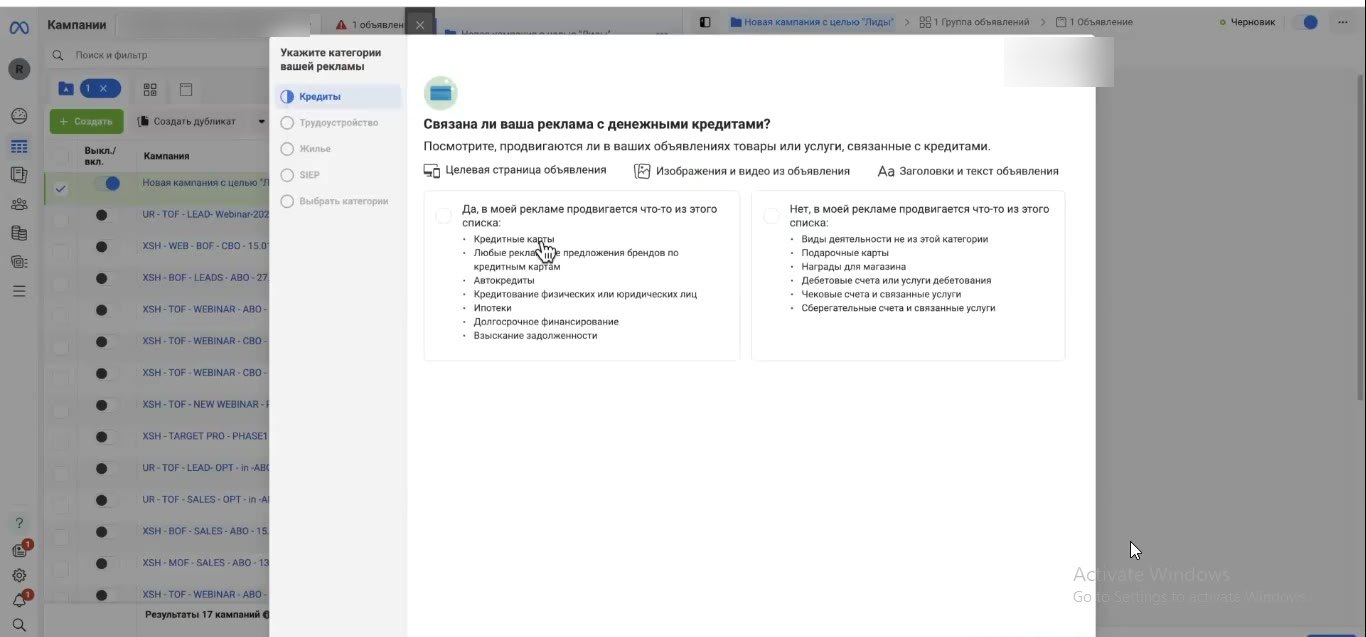 Кампании
1 объявлен
Новая кампания с целью "Лиды"
1 Группа объявлений
1 Объявление
Черновик
Поиск и фильтр
R
1
Создать
Создать дубликат
Выкл./
вкл.
Кампания
Новая кампания с целью "Л
UR - TOF - LEAD- Webinar-202
XSH - WEB - BOF - CBO - 15.0
XSH - BOF - LEADS - ABO - 27.
XSH - TOF - WEBINAR - ABO -
XSH - TOF - WEBINAR - CBO -
XSH - TOF - WEBINAR - CBO -
XSH - TOF - NEW WEBINAR -
XSH - TARGET PRO - PHASE1
UR - TOF - LEAD- OPT - in -AB
UR - TOF - SALES - OPT - in -A
XSH - BOF - SALES - ABO - 15.
XSH - MOF - SALES - ABO - 13
XSH - TOF - WEBINAR - ABO -
Результаты 17 кампаний
1
1
Укажите категории
вашей рекламы
Кредиты
Трудоустройство
Жилье
SIEP
Выбрать категории
Связана ли ваша реклама с денежными кредитами?
Посмотрите, продвигаются ли в ваших объявлениях товары или услуги, связанные с кредитами.
Целевая страница объявления
Изображения и видео из объявления
Aa Заголовки и текст объявления
Да, в моей рекламе продвигается что-то из этого
списка:
• Кредитные карты
• Любые рекла е предложения брендов по
кредитным картам
• Автокредиты
• Кредитование физических или юридических лиц
• Ипотеки
• Долгосрочное финансирование
• Взыскание задолженности
Нет, в моей рекламе продвигается что-то из этого
списка:
• Виды деятельности не из этой категории
• Подарочные карты
• Награды для магазина
• Дебетовые счета или услуги дебетования
• Чековые счета и связанные услуги
• Сберегательные счета и связанные услуги
Activate Windows
Go to Settings to activate Windows.